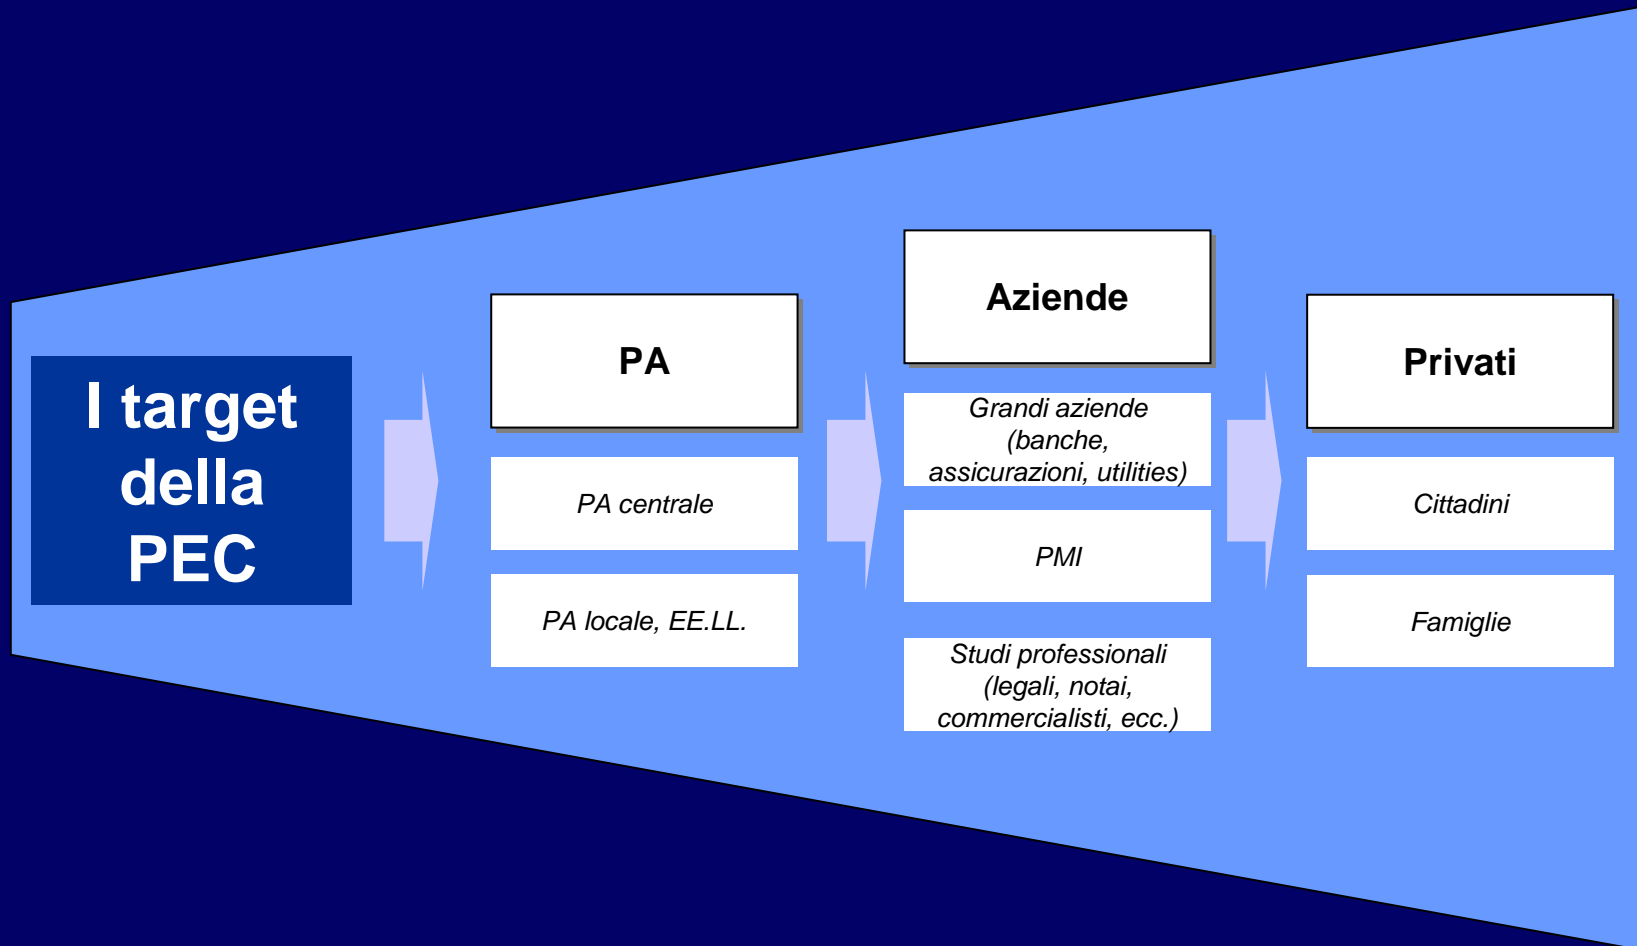 I target
della
PEC
PA
PA centrale
PA locale, EE.LL.
Aziende
Grandi aziende
(banche,
assicurazioni, utilities)
PMI
Studi professionali
(legali, notai,
commercialisti, ecc.)
Privati
Cittadini
Famiglie